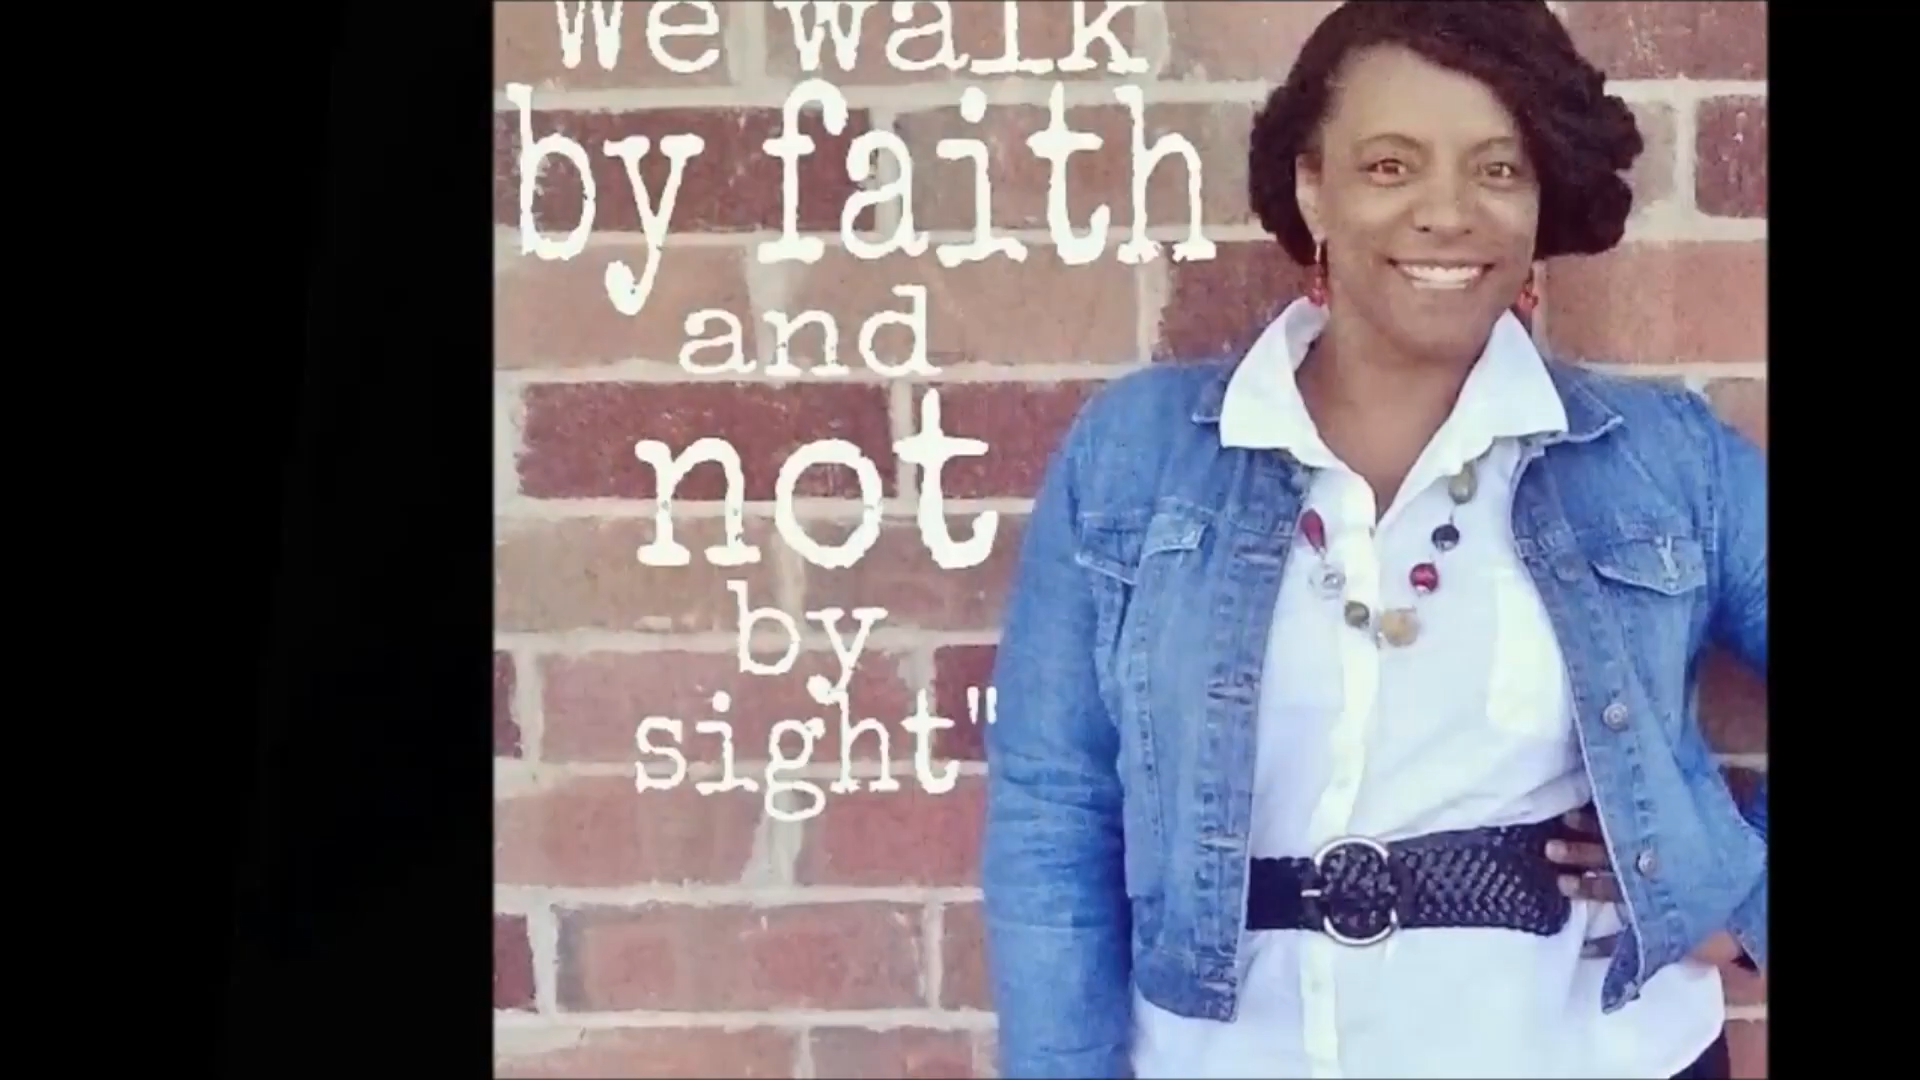 We walk
by faith
and
not
by
sight"